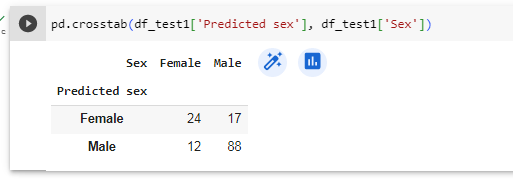 pd.crosstab(df_test1['Predicted sex'], df_test1['Sex'])
Sex Female Male
Predicted sex
Female 24 17
Male 12 88